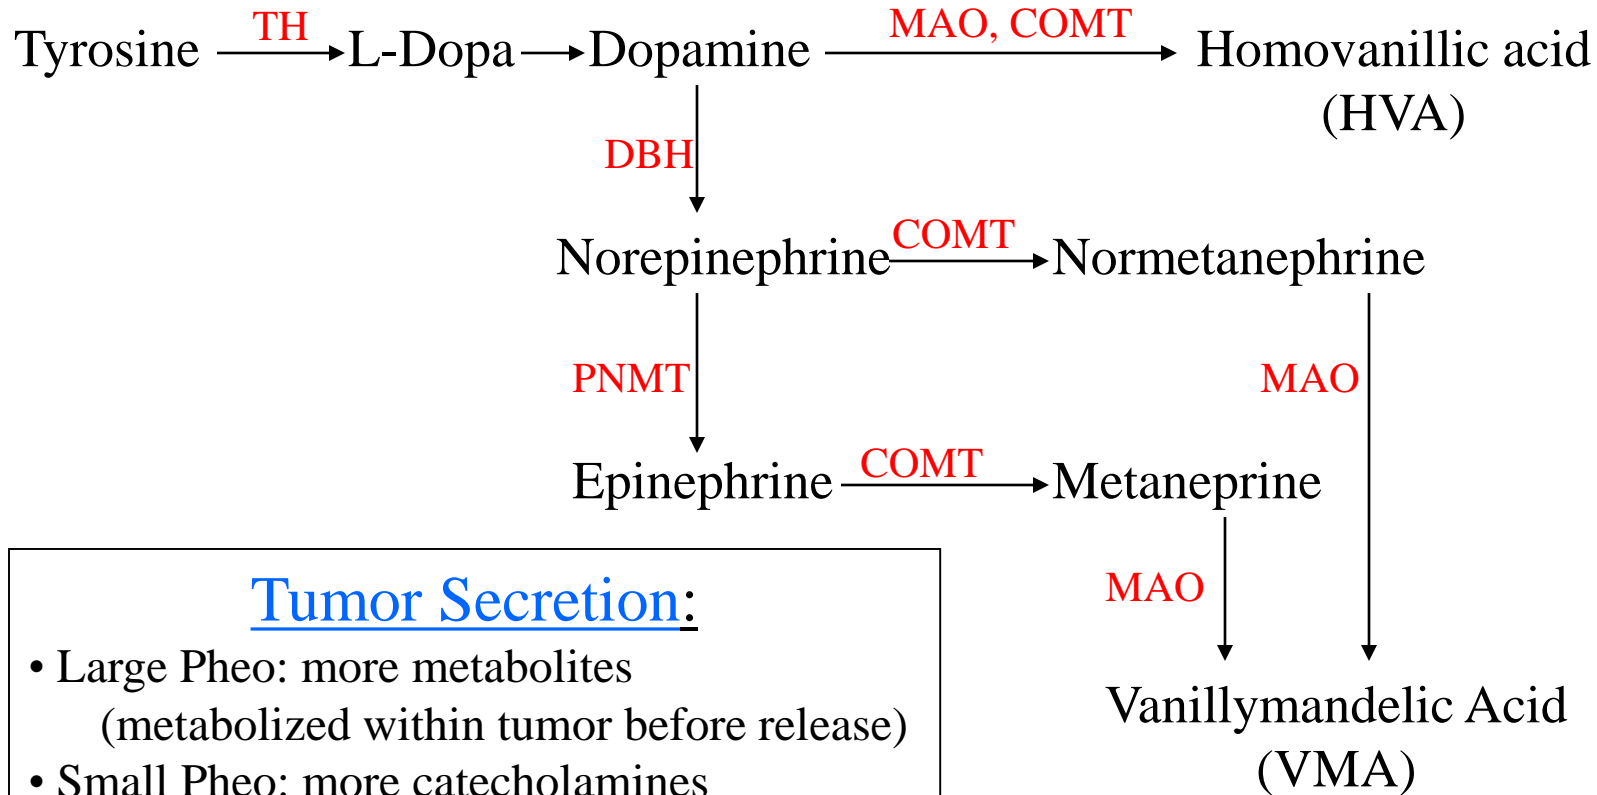 Tyrosine TH L-Dopa Dopamine MAO, COMT Homovanillic acid
(HVA)
DBH
Norepinephrine COMT Normetanephrine
PNMT MAO
Epinephrine COMT Metaneprine
MAO
Tumor Secretion:
• Large Pheo: more metabolites
(metabolized within tumor before release)
• Small Pheo: more catecholamines
Vanillymandelic Acid
(VMA)